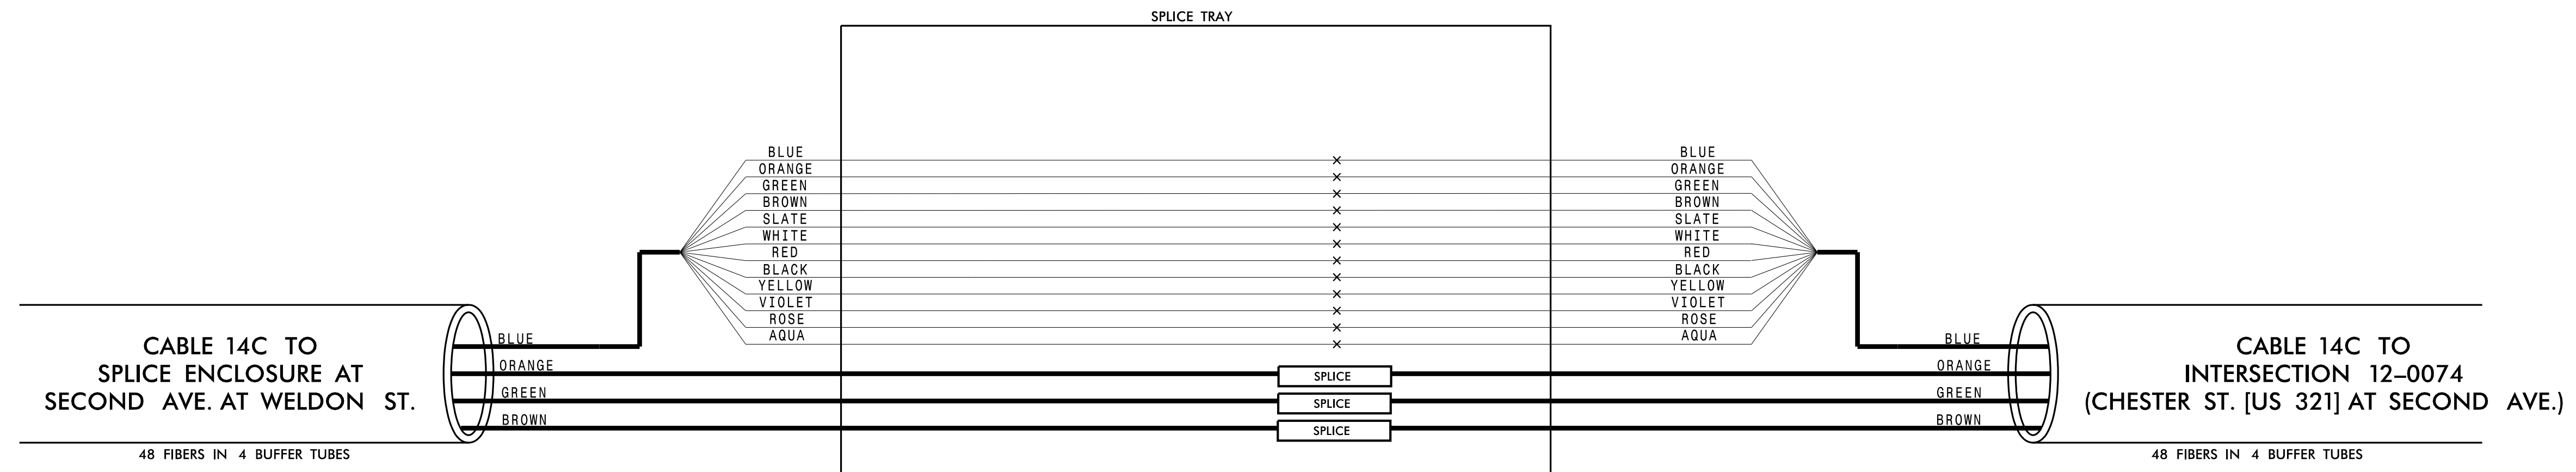 SPLICE TRAY
BLUE
ORANGE
GREEN
BROWN
SLATE
WHITE
RED
BLACK
YELLOW
VIOLET
ROSE
AQUA
BLUE
ORANGE
GREEN
BROWN
SLATE
WHITE
RED
BLACK
YELLOW
VIOLET
ROSE
AQUA
CABLE 14C TO
SPLICE ENCLOSURE AT
SECOND AVE. AT WELDON ST.
48 FIBERS IN 4 BUFFER TUBES
BLUE
ORANGE
GREEN
BROWN
SPLICE
SPLICE
SPLICE
BLUE
ORANGE
GREEN
BROWN
CABLE 14C TO
INTERSECTION 12–0074
(CHESTER ST. [US 321] AT SECOND AVE.)
48 FIBERS IN 4 BUFFER TUBES